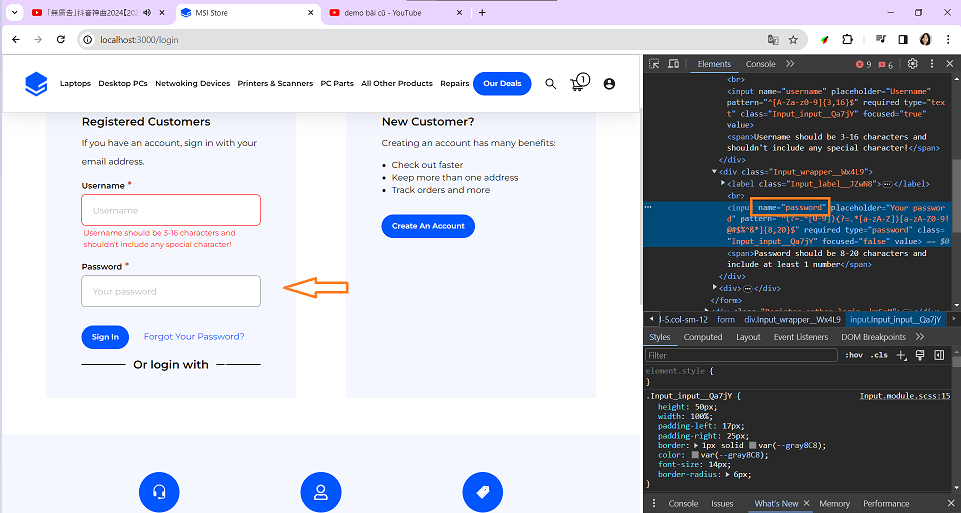 「無廣告」抖音神曲2024【202
MSI Store
demo bài cũ - YouTube
localhost:3000/login
Laptops Desktop PCs Networking Devices Printers & Scanners PC Parts All Other Products Repairs Our Deals 1
Registered Customers
If you have an account, sign in with your
email address.
Username *
Username
Username should be 3-16 characters and
shouldn't include any special character!
Password *
Your password
Sign In Forgot Your Password?
Or login with
New Customer?
Creating an account has many benefits:
• Check out faster
• Keep more than one address
• Track orders and more
Create An Account
Elements Console 9 6
<br>
<input name="username" placeholder="Username"
pattern="^[A-Za-z0-9]{3,16}$" required type="tex
t" class="Input_input__Qa7jY" focused="true"
value>
<span>Username should be 3-16 characters and
shouldn't include any special character!</span>
</div>
<div class="Input_wrapper__Wx4L9">
<label class="Input_label__JZwN8">…</label>
<br>
<input name="password" placeholder="Your passwor
d" pattern="^(?=.*[0-9])(?=.*[a-zA-Z])[a-zA-Z0-9!
@#$%^&*]{8,20}$" required type="password" class=
"Input_input__Qa7jY" focused="false" value> == $0
<span>Password should be 8-20 characters and
include at least 1 number</span>
</div>
<div>…</div>
</form>
</div>
d-5.col-sm-12 form div.Input_wrapper__Wx4L9 input.Input_input__Qa7jY
Styles Computed Layout Event Listeners DOM Breakpoints
Filter :hov .cls
element.style {
}
.Input_input__Qa7jY { Input.module.scss:15
height: 50px;
width: 100%;
padding-left: 17px;
padding-right: 25px;
border: 1px solid var(--gray8C8);
color: var(--gray8C8);
font-size: 14px;
border-radius: 6px;
}
Console Issues What's New Memory Performance